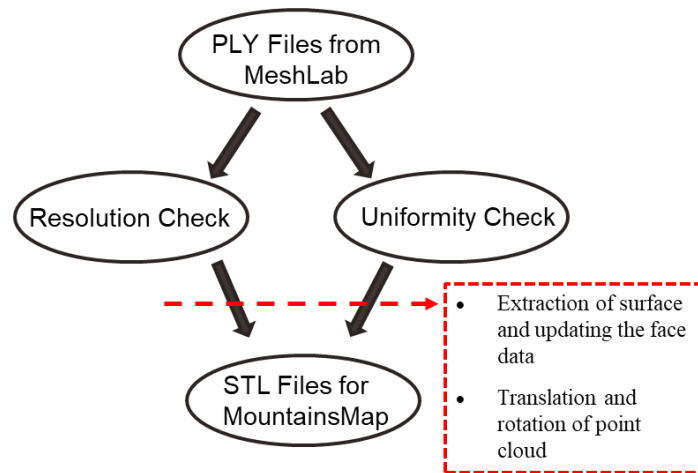 PLY Files from
MeshLab
Resolution Check
Uniformity Check
• Extraction of surface
and updating the face
data
• Translation and
rotation of point
cloud
STL Files for
MountainsMap